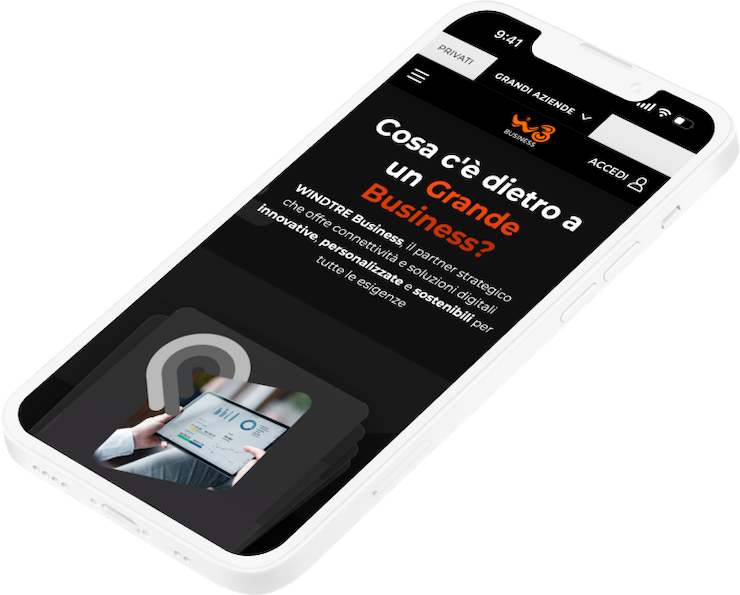 9:41
PRIVATI
GRANDI AZIENDE
W3
BUSINESS
ACCEDI
Cosa c'è dietro a
un Grande
Business?
WINDTRE Business, il partner strategico
che offre connettività e soluzioni digitali
innovative, personalizzate e sostenibili per
tutte le esigenze